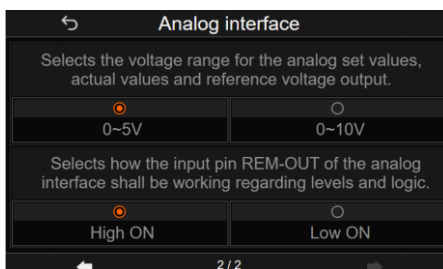 Analog interface
Selects the voltage range for the analog set values,
actual values and reference voltage output.
0~5V
0~10V
Selects how the input pin REM-OUT of the analog
interface shall be working regarding levels and logic.
High ON
Low ON
2/2